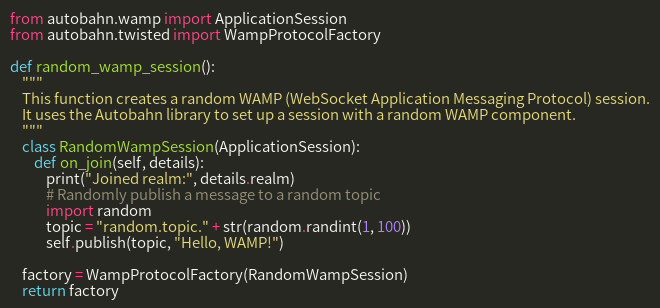 from autobahn.wamp import ApplicationSession
from autobahn.twisted import WampProtocolFactory

def random_wamp_session():
    """
    This function creates a random WAMP (WebSocket Application Messaging Protocol) session.
    It uses the Autobahn library to set up a session with a random WAMP component.
    """
    class RandomWampSession(ApplicationSession):
        def on_join(self, details):
            print("Joined realm:", details.realm)
            # Randomly publish a message to a random topic
            import random
            topic = "random.topic." + str(random.randint(1, 100))
            self.publish(topic, "Hello, WAMP!")

    factory = WampProtocolFactory(RandomWampSession)
    return factory